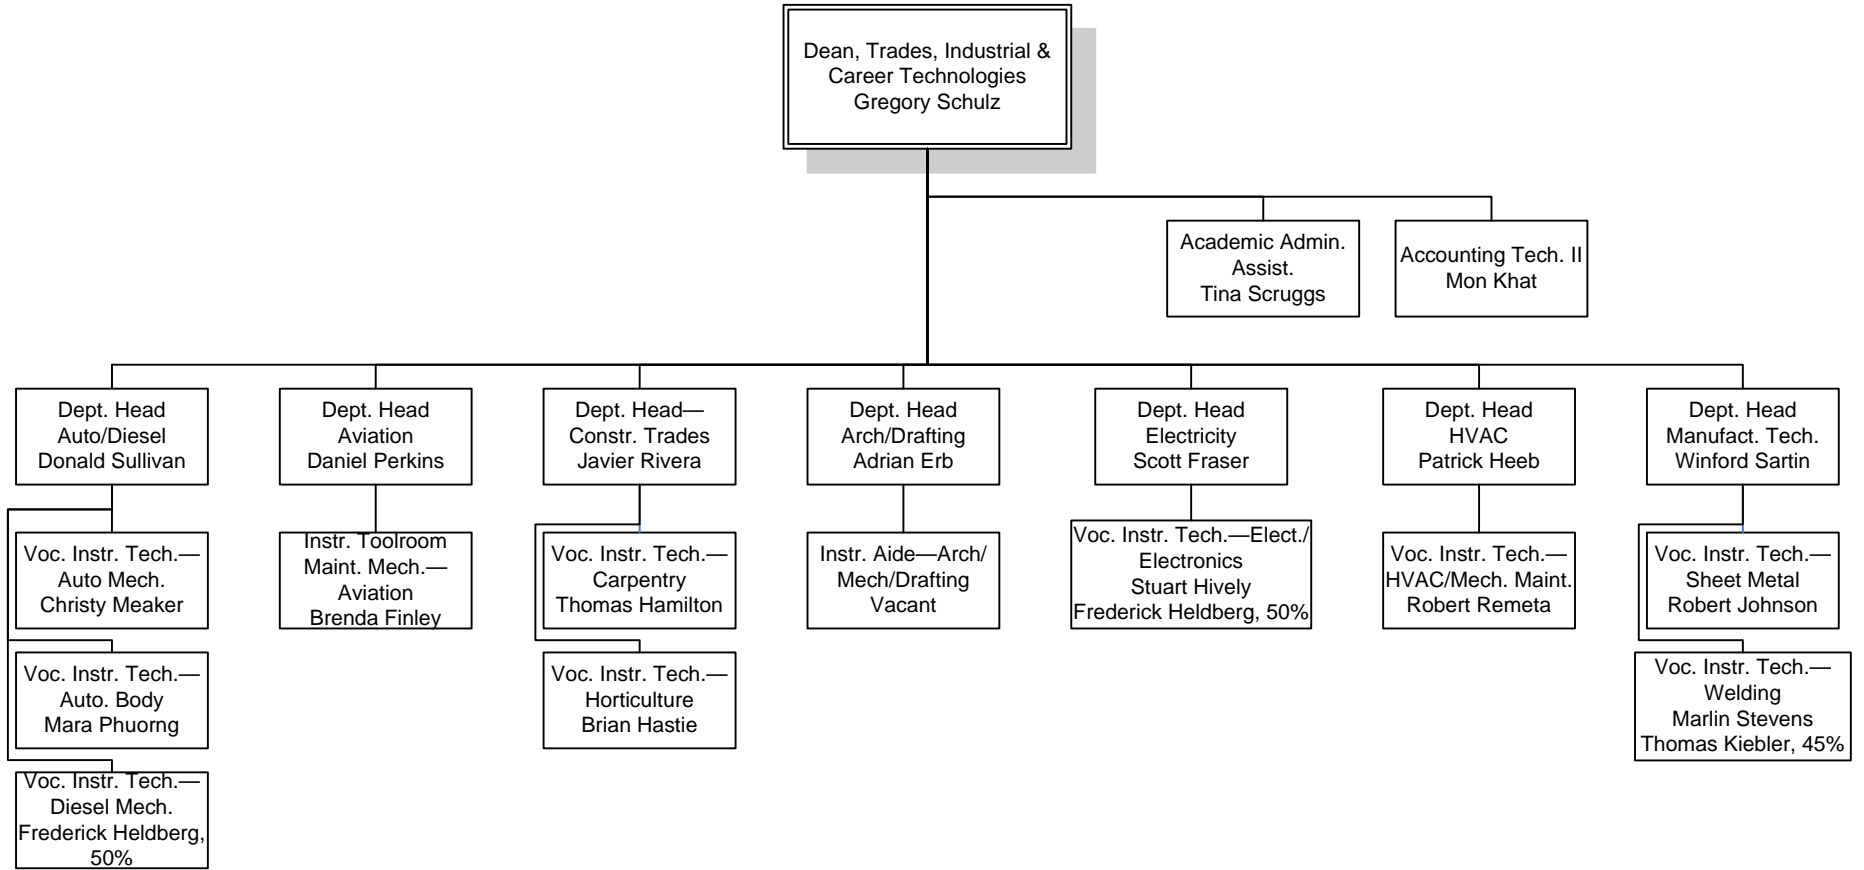 Dean, Trades, Industrial &
Career Technologies
Gregory Schulz
Academic Admin.
Assist.
Tina Scruggs
Accounting Tech. II
Mon Khat
Dept. Head
Auto/Diesel
Donald Sullivan
Dept. Head
Aviation
Daniel Perkins
Dept. Head—
Constr. Trades
Javier Rivera
Dept. Head
Arch/Drafting
Adrian Erb
Dept. Head
Electricity
Scott Fraser
Dept. Head
HVAC
Patrick Heeb
Dept. Head
Manufact. Tech.
Winford Sartin
Voc. Instr. Tech.—
Auto Mech.
Christy Meaker
Instr. Toolroom
Maint. Mech.—
Aviation
Brenda Finley
Voc. Instr. Tech.—
Carpentry
Thomas Hamilton
Instr. Aide—Arch/
Mech/Drafting
Vacant
Voc. Instr. Tech.—Elect./
Electronics
Stuart Hively
Frederick Heldberg, 50%
Voc. Instr. Tech.—
HVAC/Mech. Maint.
Robert Remeta
Voc. Instr. Tech.—
Sheet Metal
Robert Johnson
Voc. Instr. Tech.—
Auto. Body
Mara Phuorng
Voc. Instr. Tech.—
Horticulture
Brian Hastie
Voc. Instr. Tech.—
Welding
Marlin Stevens
Thomas Kiebler, 45%
Voc. Instr. Tech.—
Diesel Mech.
Frederick Heldberg,
50%